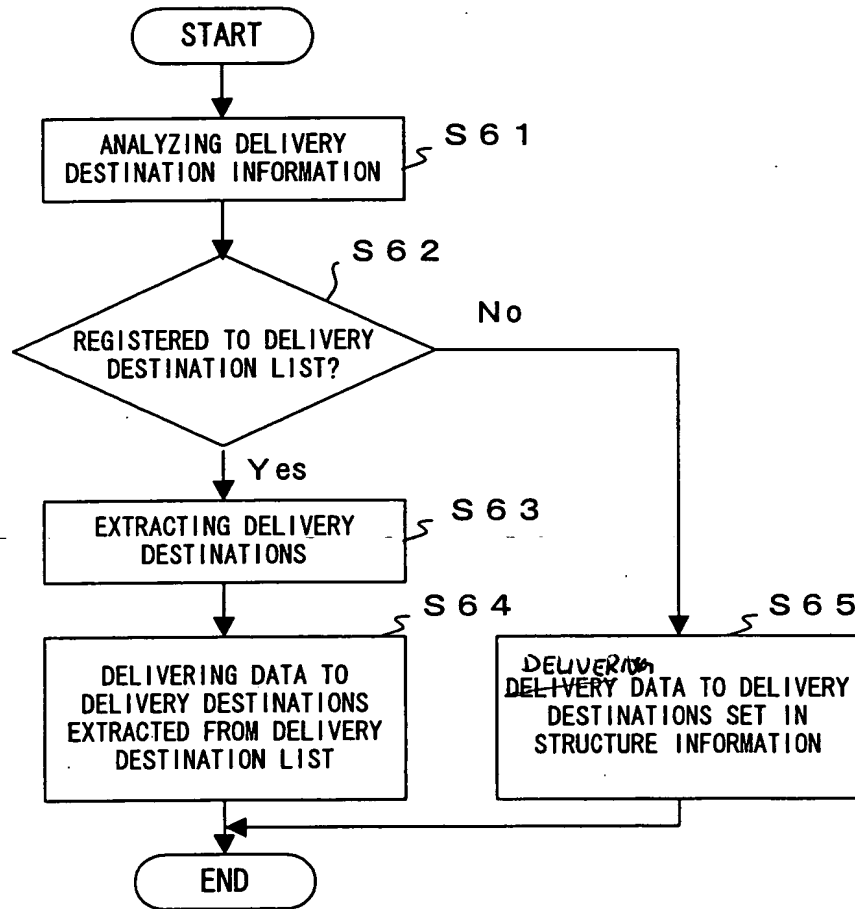 START
ANALYZING DELIVERY
DESTINATION INFORMATION
S61
S62
REGISTERED TO DELIVERY
DESTINATION LIST?
No
Yes
EXTRACTING DELIVERY
DESTINATIONS
S63
S64
DELIVERING DATA TO
DELIVERY DESTINATIONS
EXTRACTED FROM DELIVERY
DESTINATION LIST
S65
DELIVERING
DELIVERY DATA TO DELIVERY
DESTINATIONS SET IN
STRUCTURE INFORMATION
END